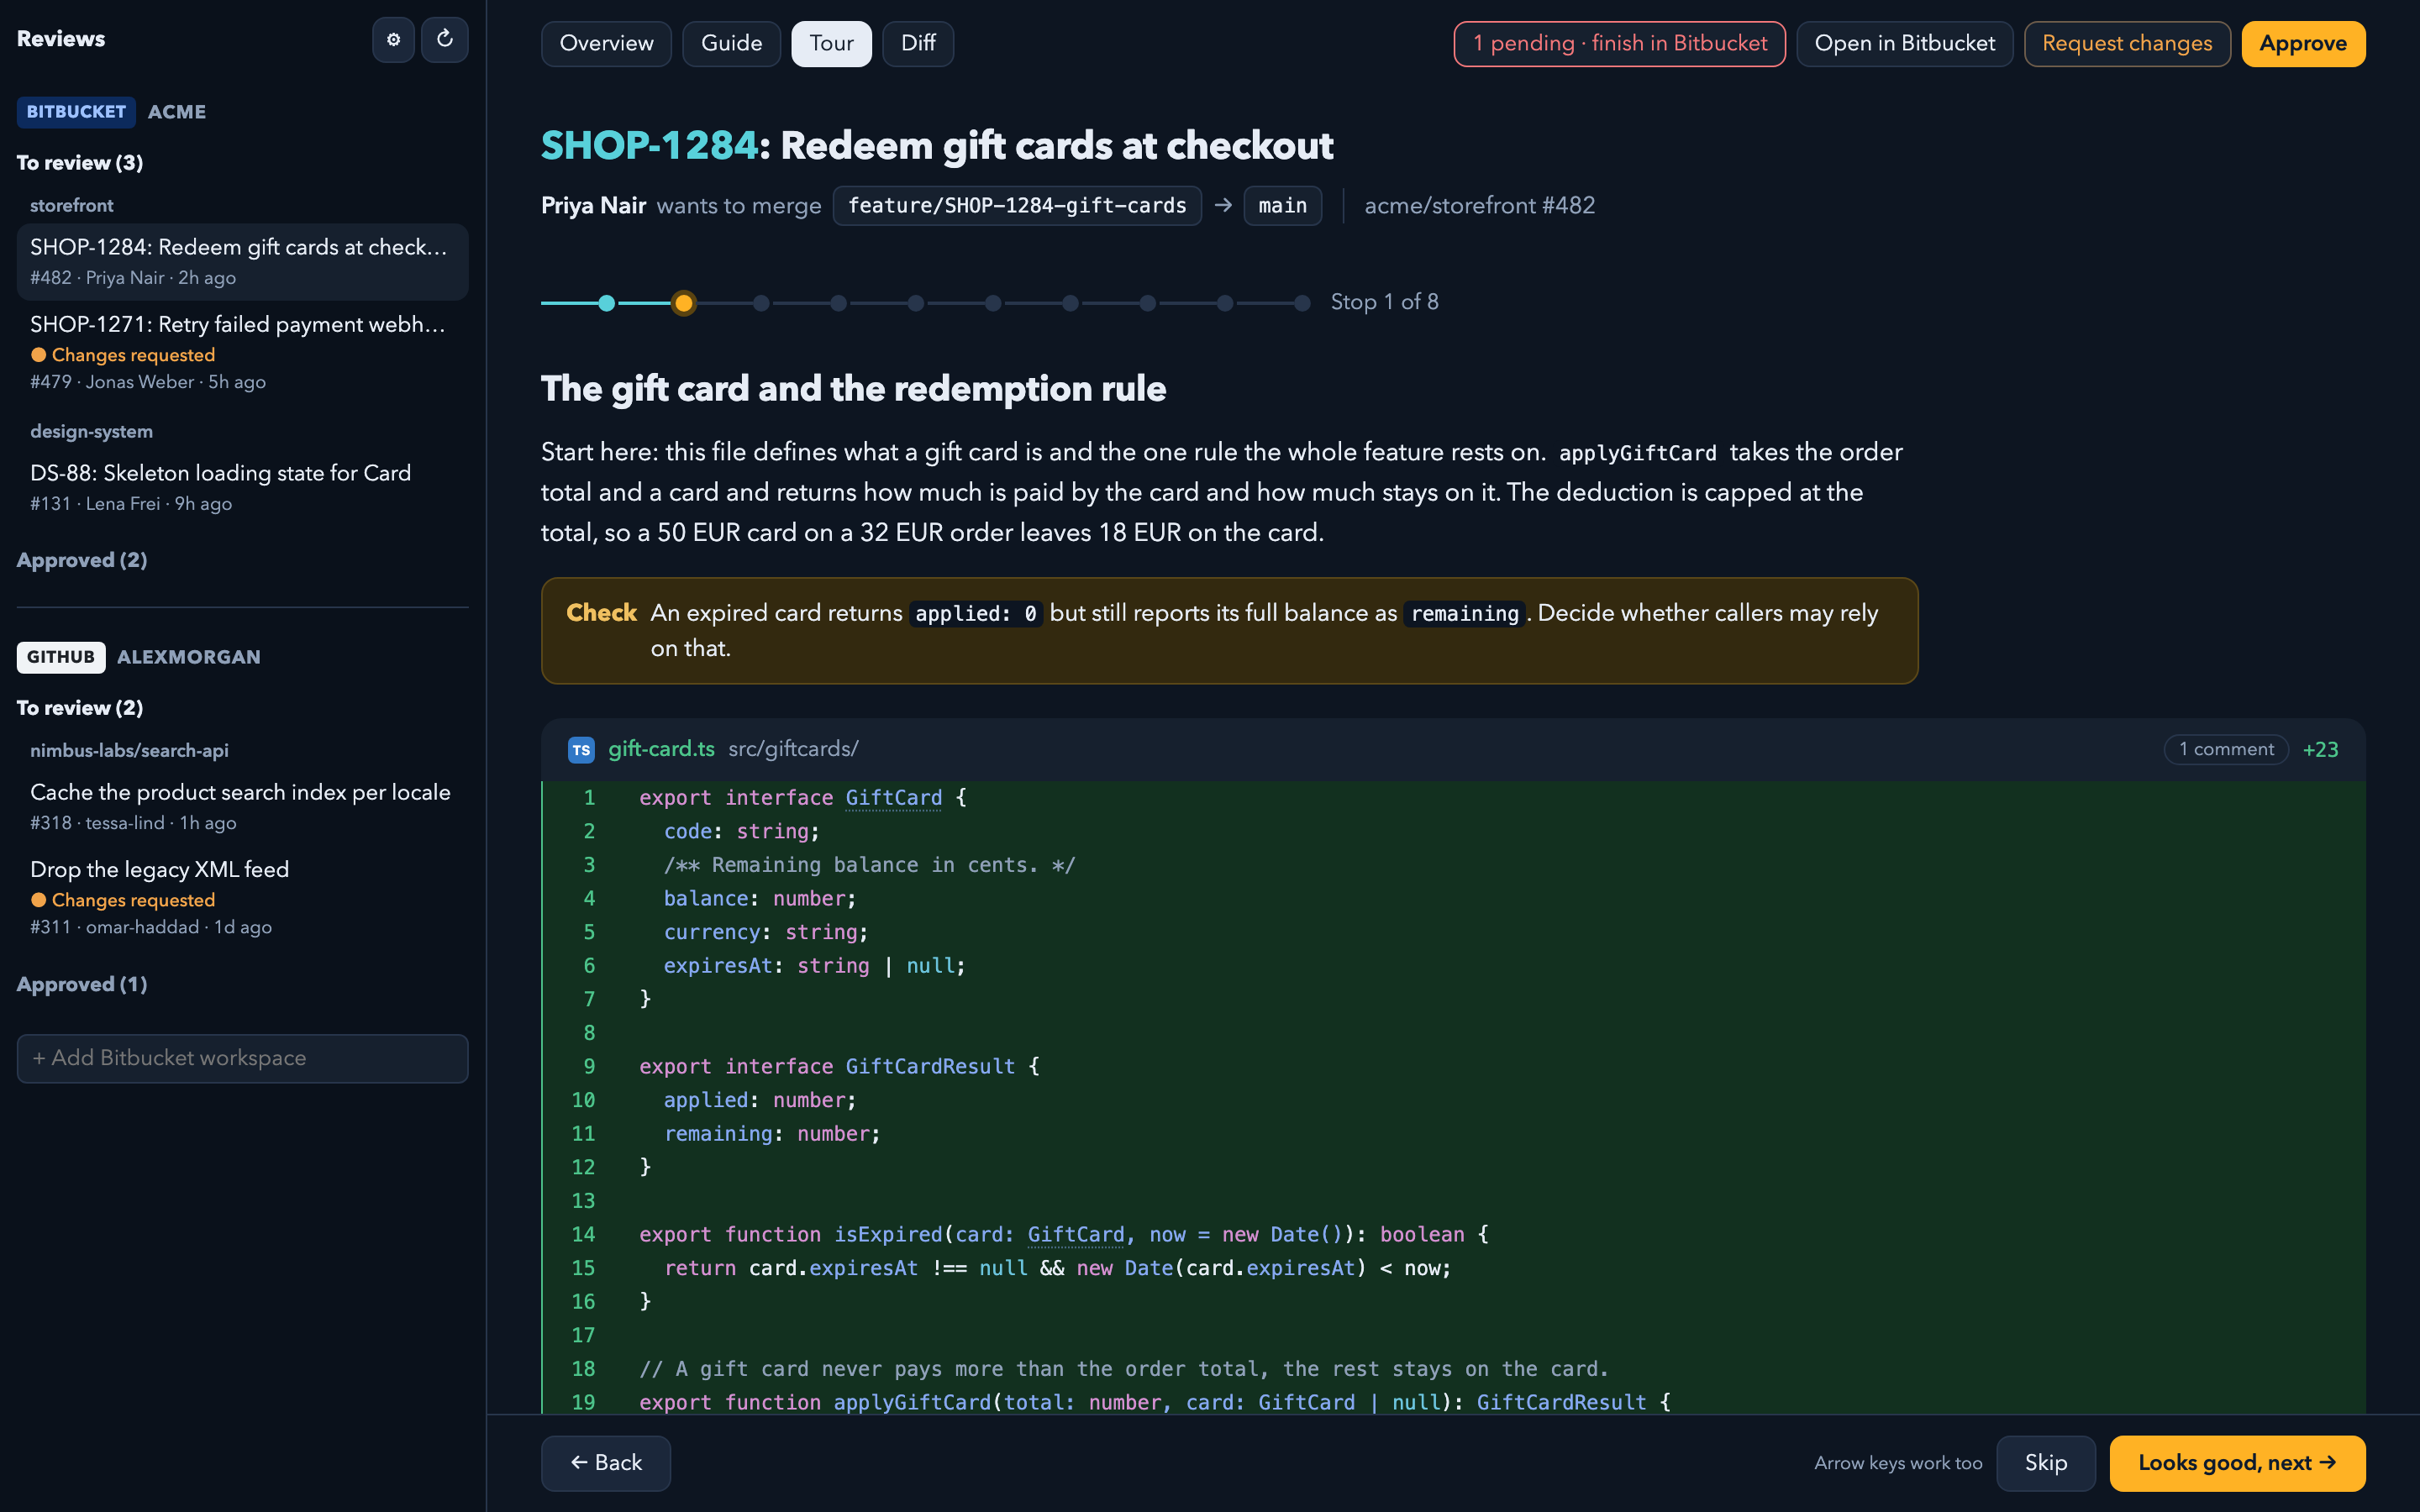 Reviews
BITBUCKET ACME
To review (3)
storefront
SHOP-1284: Redeem gift cards at check…
#482 · Priya Nair · 2h ago
SHOP-1271: Retry failed payment webh…
Changes requested
#479 · Jonas Weber · 5h ago
design-system
DS-88: Skeleton loading state for Card
#131 · Lena Frei · 9h ago
Approved (2)
GITHUB ALEXMORGAN
To review (2)
nimbus-labs/search-api
Cache the product search index per locale
#318 · tessa-lind · 1h ago
Drop the legacy XML feed
Changes requested
#311 · omar-haddad · 1d ago
Approved (1)
+ Add Bitbucket workspace
Overview Guide Tour Diff
1 pending · finish in Bitbucket Open in Bitbucket Request changes Approve
SHOP-1284: Redeem gift cards at checkout
Priya Nair wants to merge feature/SHOP-1284-gift-cards → main acme/storefront #482
Stop 1 of 8
The gift card and the redemption rule
Start here: this file defines what a gift card is and the one rule the whole feature rests on. applyGiftCard takes the order
total and a card and returns how much is paid by the card and how much stays on it. The deduction is capped at the
total, so a 50 EUR card on a 32 EUR order leaves 18 EUR on the card.
Check An expired card returns applied: 0 but still reports its full balance as remaining. Decide whether callers may rely
on that.
TS gift-card.ts src/giftcards/ 1 comment +23
1 export interface GiftCard {
2 code: string;
3 /** Remaining balance in cents. */
4 balance: number;
5 currency: string;
6 expiresAt: string | null;
7 }
8
9 export interface GiftCardResult {
10 applied: number;
11 remaining: number;
12 }
13
14 export function isExpired(card: GiftCard, now = new Date()): boolean {
15 return card.expiresAt !== null && new Date(card.expiresAt) < now;
16 }
17
18 // A gift card never pays more than the order total, the rest stays on the card.
19 export function applyGiftCard(total: number, card: GiftCard | null): GiftCardResult {
← Back Arrow keys work too Skip Looks good, next →